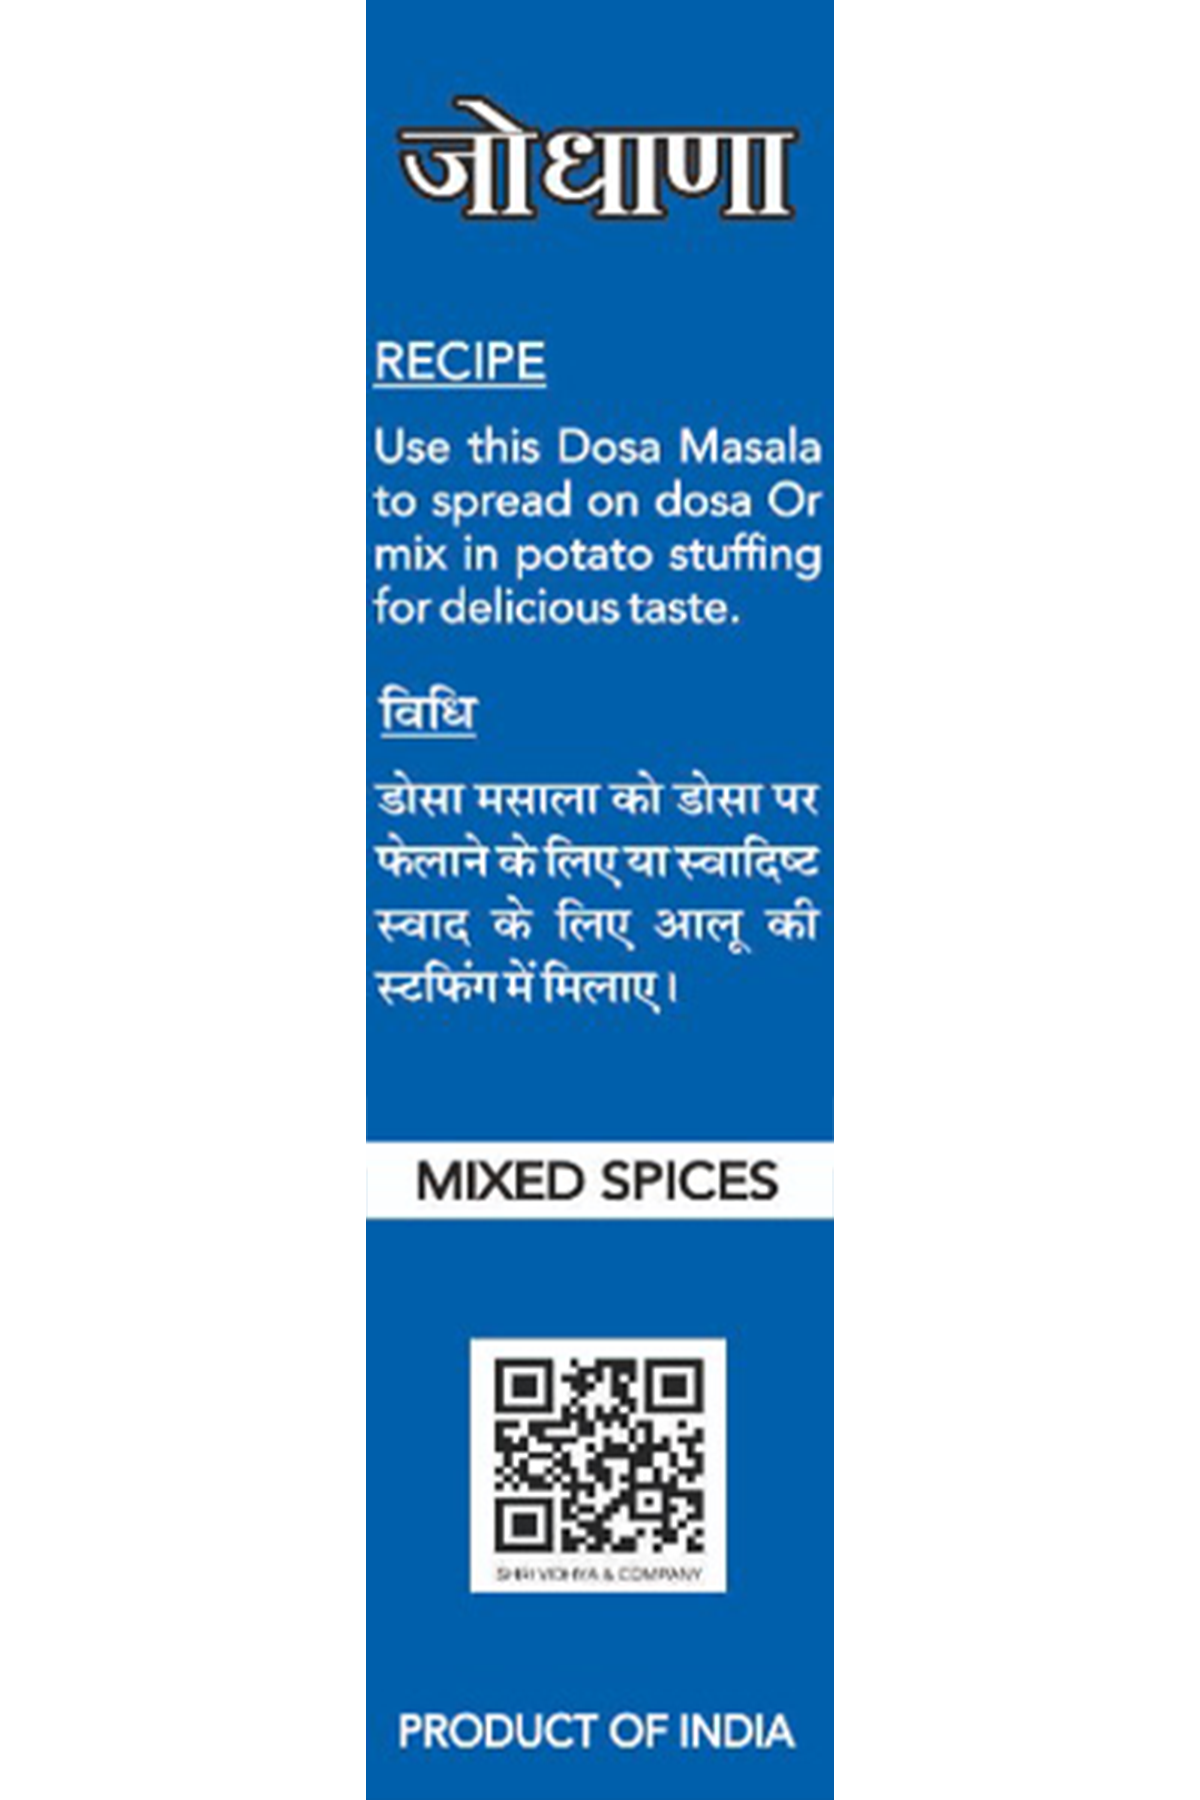 जोधाणा
RECIPE
Use this Dosa Masala
to spread on dosa Or
mix in potato stuffing
for delicious taste.
विधि
डोसा मसाला को डोसा पर
फेलाने के लिए या स्वादिष्ट
स्वाद के लिए आलू की
स्टफिंग में मिलाए।
MIXED SPICES
SHRI VIDHYA & COMPANY
PRODUCT OF INDIA